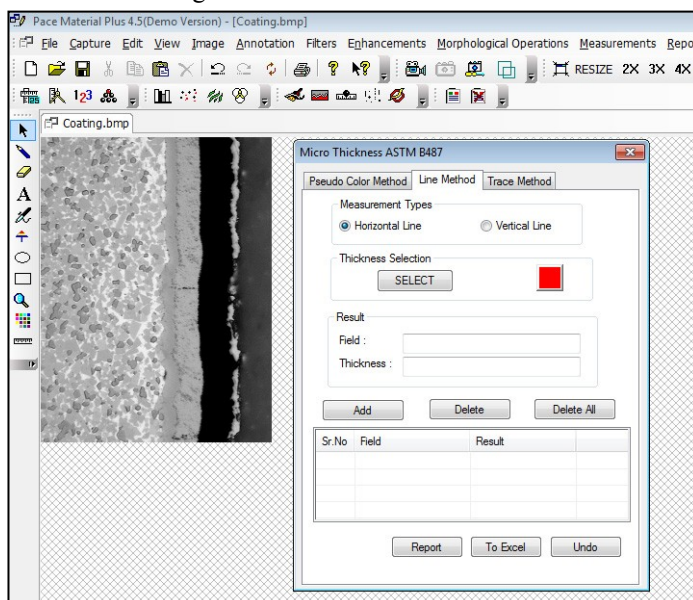 Pace Material Plus 4.5(Demo Version) - [Coating.bmp]
File Capture Edit View Image Annotation Filters Enhancements Morphological Operations Measurements Repo
RESIZE 2X 3X 4X
123
Coating.bmp
A
Micro Thickness ASTM B487
Pseudo Color Method Line Method Trace Method
Measurement Types
Horizontal Line Vertical Line
Thickness Selection
SELECT
Result
Field :
Thickness :
Add Delete Delete All
Sr.No Field Result
Report To Excel Undo